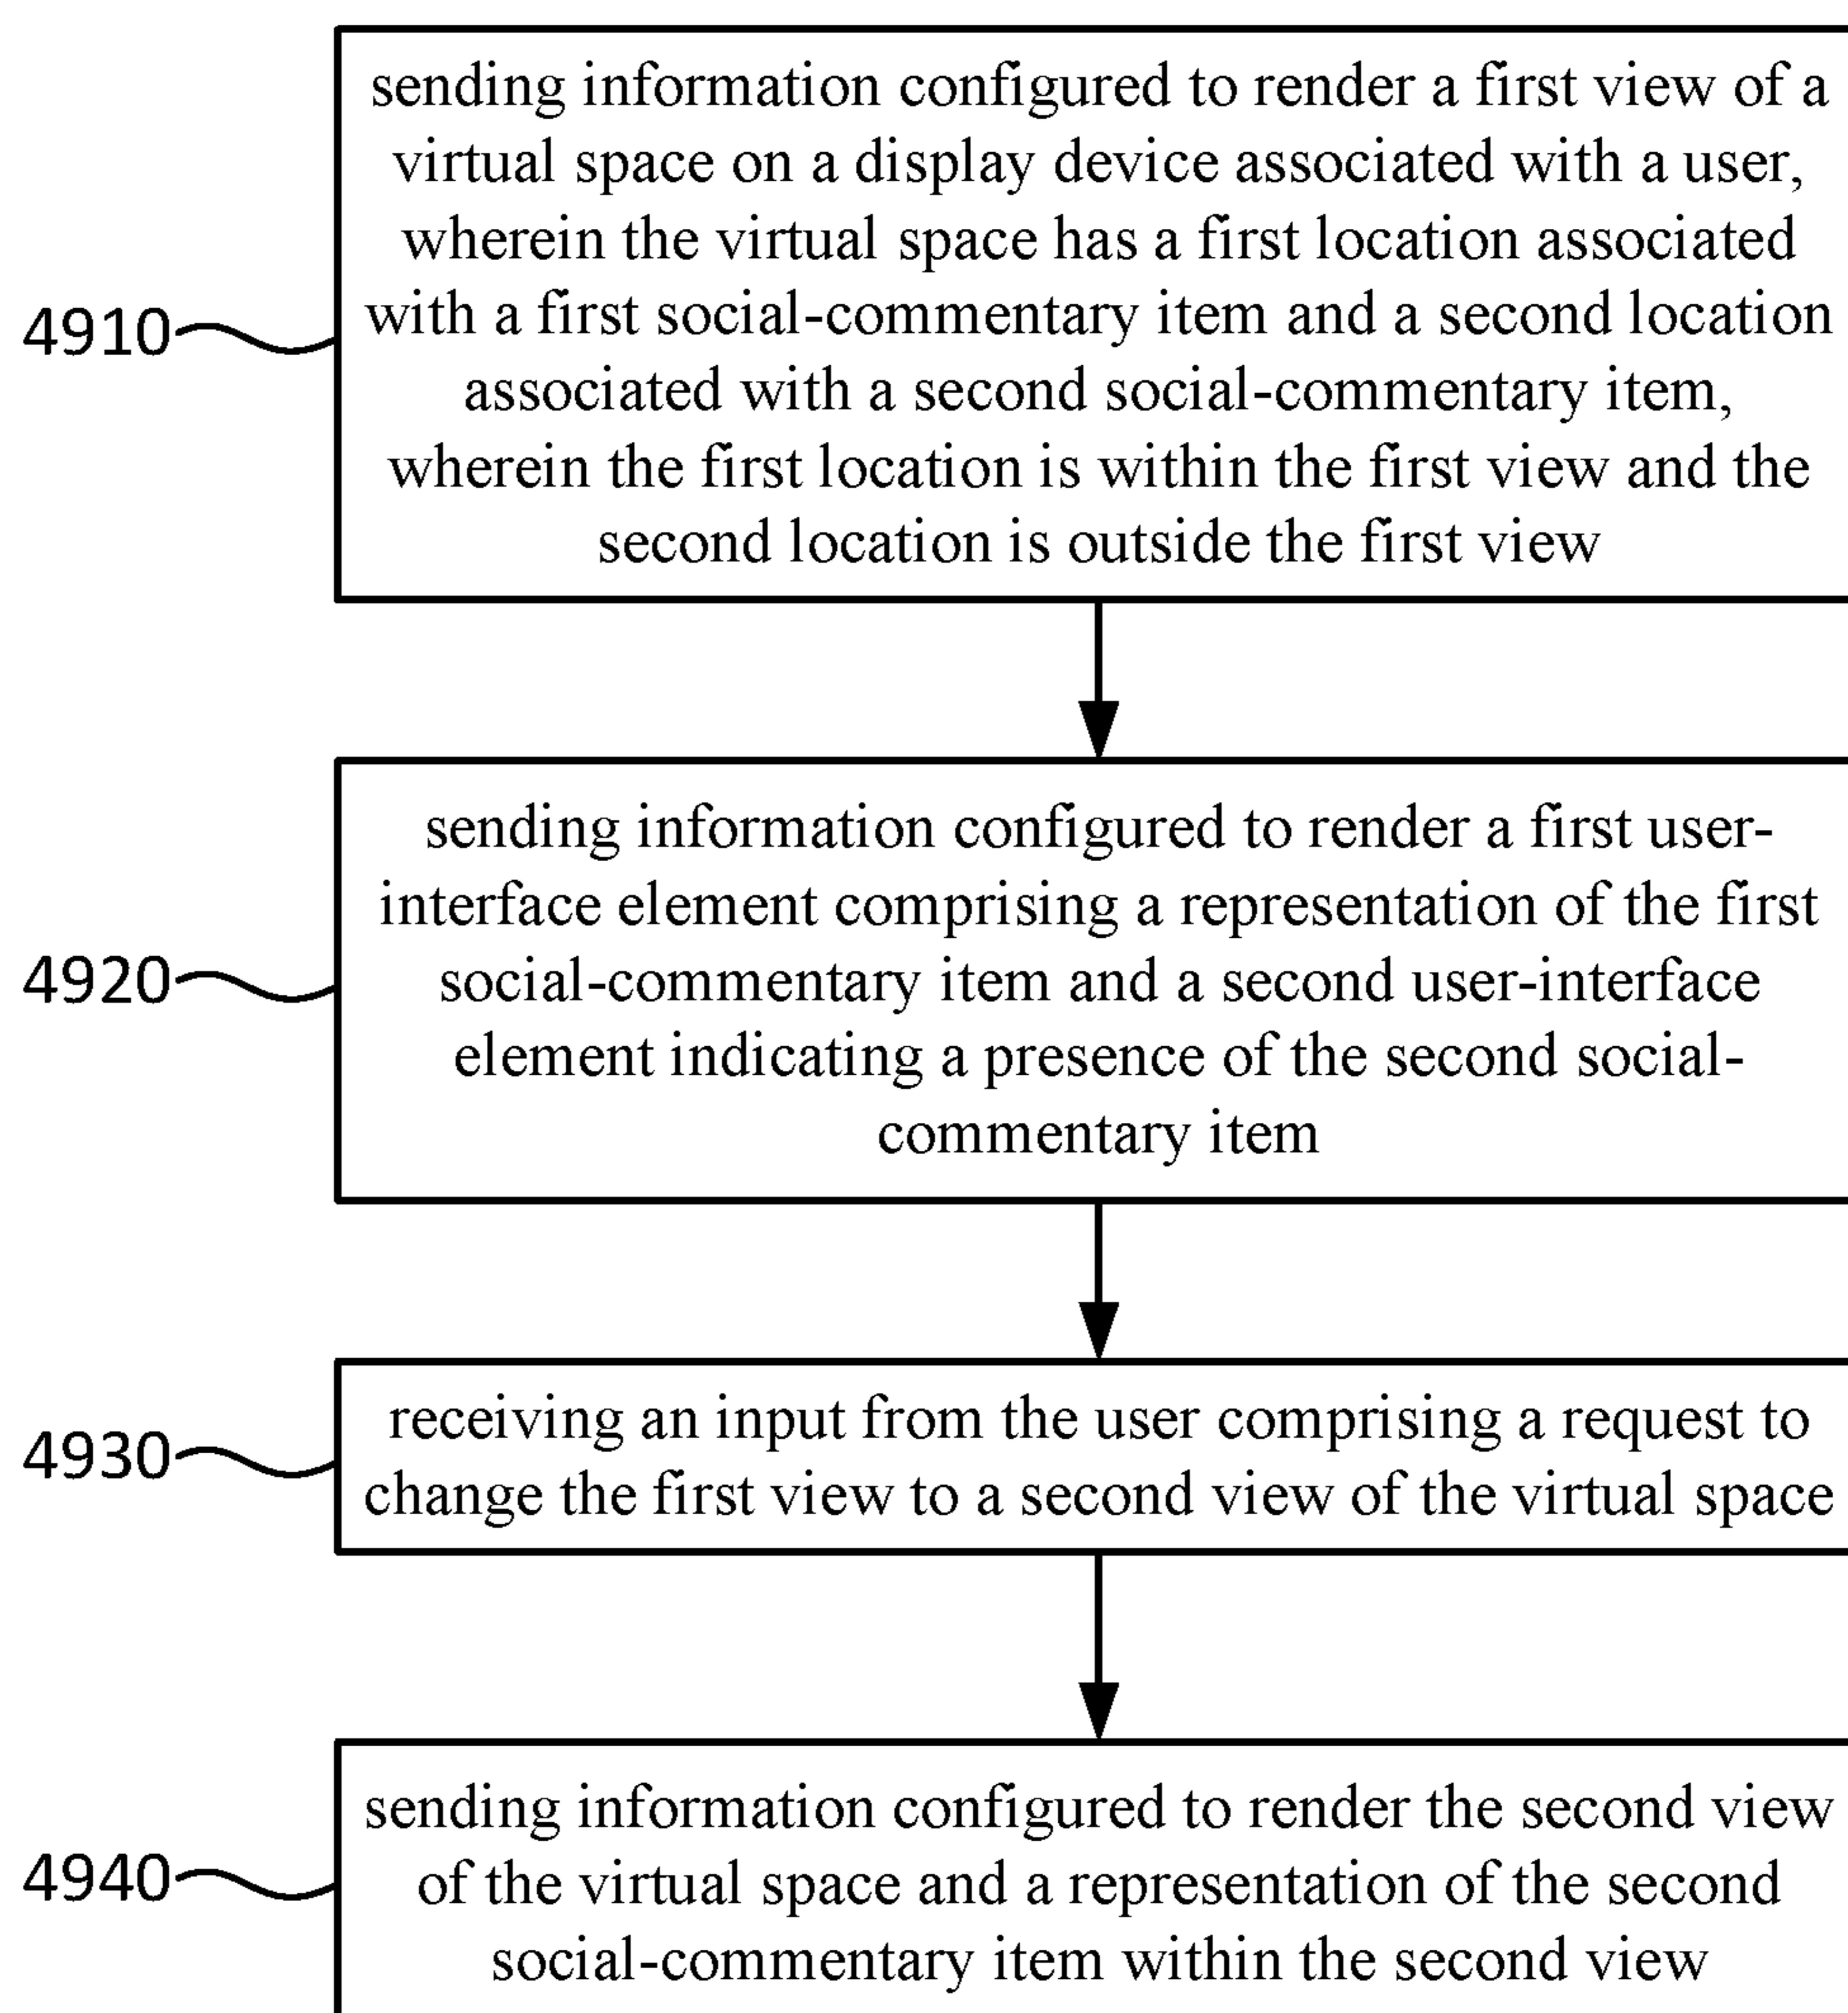 sending information configured to render a first view of a
virtual space on a display device associated with a user,
wherein the virtual space has a first location associated
4910
with a first social-commentary item and a second location
associated with a second social-commentary item,
wherein the first location is within the first view and the
second location is outside the first view
sending information configured to render a first user-
interface element comprising a representation of the first
4920
social-commentary item and a second user-interface
element indicating a presence of the second social-
commentary item
4930
receiving an input from the user comprising a request to
change the first view to a second view of the virtual space
sending information configured to render the second view
4940
of the virtual space and a representation of the second
social-commentary item within the second view